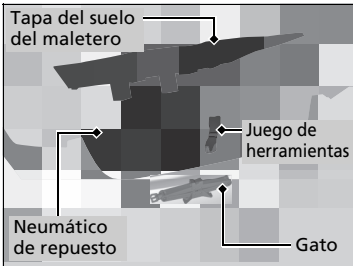 Tapa del suelo
del maletero
Juego de
herramientas
Neumático
de repuesto
Gato